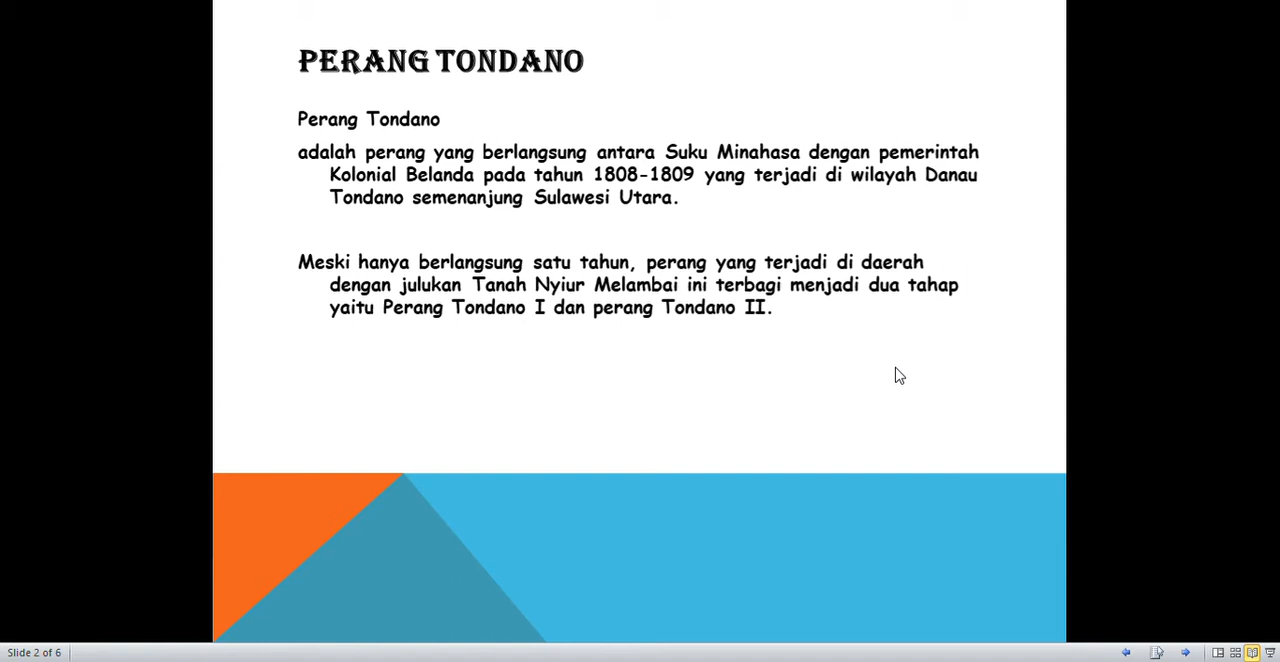 PERANG TONDANO
Perang Tondano
adalah perang yang berlangsung antara Suku Minahasa dengan pemerintah
Kolonial Belanda pada tahun 1808-1809 yang terjadi di wilayah Danau
Tondano semenanjung Sulawesi Utara.
Meski hanya berlangsung satu tahun, perang yang terjadi di daerah
dengan julukan Tanah Nyiur Melambai ini terbagi menjadi dua tahap
yaitu Perang Tondano I dan perang Tondano II.
Slide 2 of 6